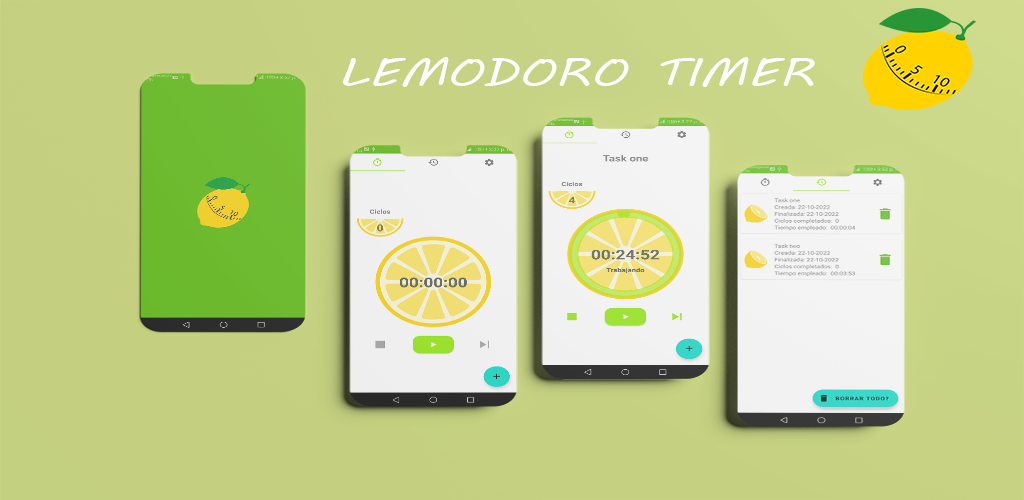 LEMODORO TIMER
0 5 10
Ciclos
0
00:00:00
+
Task one
Ciclos
4
00:24:52
Trabajando
+
Task one
Creada: 22-10-2022
Finalizada: 22-10-2022
Ciclos completados: 0
Tiempo empleado: 00:00:04
Task two
Creada: 22-10-2022
Finalizada: 22-10-2022
Ciclos completados: 0
Tiempo empleado: 00:03:53
BORRAR TODO?